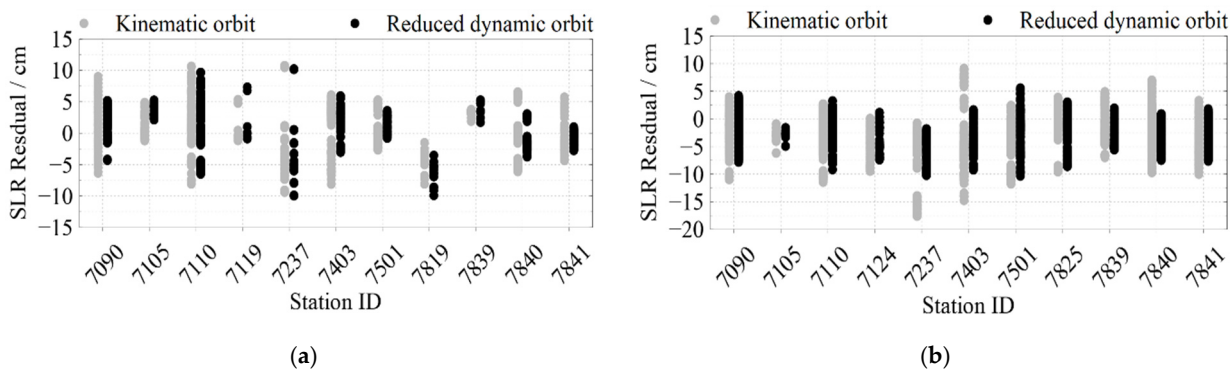 Kinematic orbit Reduced dynamic orbit
15
10
5
0
−5
−10
−15
SLR Resdual / cm
7090 7105 7110 7119 7237 7403 7501 7819 7839 7840 7841
Station ID
(a)
Kinematic orbit Reduced dynamic orbit
15
10
5
0
−5
−10
−15
−20
SLR Resdual / cm
7090 7105 7110 7124 7237 7403 7501 7825 7839 7840 7841
Station ID
(b)